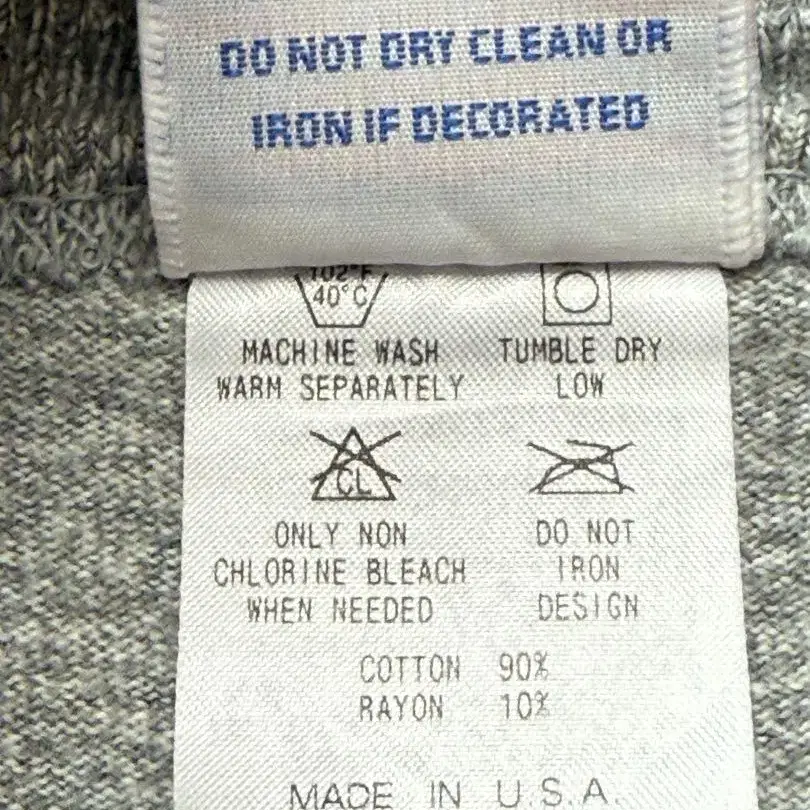 DO NOT DRY CLEAN OR
IRON IF DECORATED
102°F
40°C
MACHINE WASH
WARM SEPARATELY
TUMBLE DRY
LOW
CL
ONLY NON
CHLORINE BLEACH
WHEN NEEDED
DO NOT
IRON
DESIGN
COTTON 90%
RAYON 10%
MADE IN U.S.A